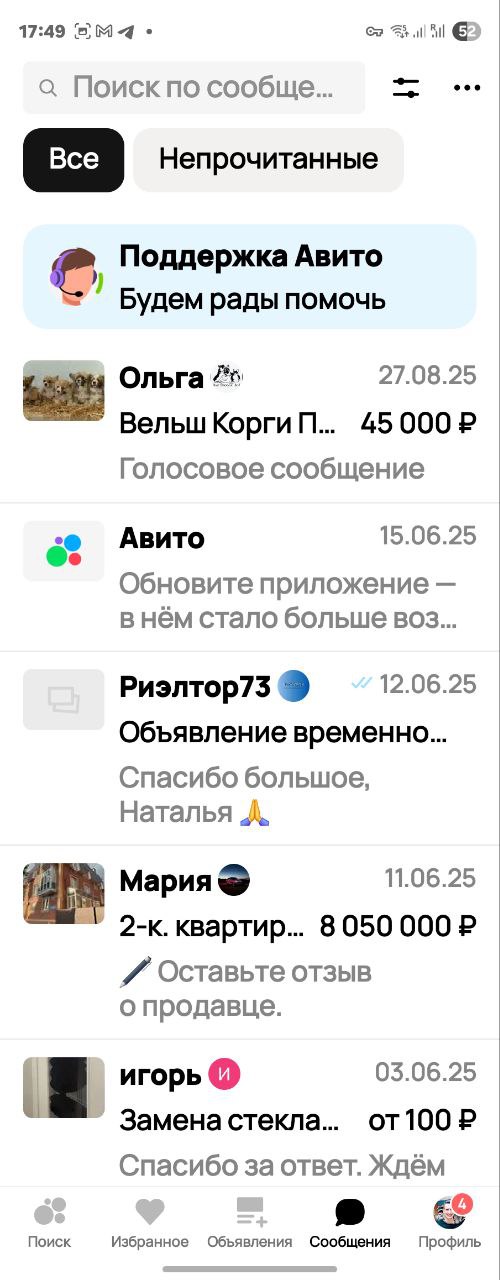 17:49
52
Поиск по сообще...
Все
Непрочитанные
Поддержка Авито
Будем рады помочь
Ольга 27.08.25
Вельш Корги П... 45 000 ₽
Голосовое сообщение
Авито 15.06.25
Обновите приложение —
в нём стало больше воз...
Риэлтор73 12.06.25
Объявление временно...
Спасибо большое,
Наталья 🙏
Мария 11.06.25
2-к. квартир... 8 050 000 ₽
🖊️ Оставьте отзыв
о продавце.
игорь И 03.06.25
Замена стекла... от 100 ₽
Спасибо за ответ. Ждём
4
Поиск Избранное Объявления Сообщения Профиль